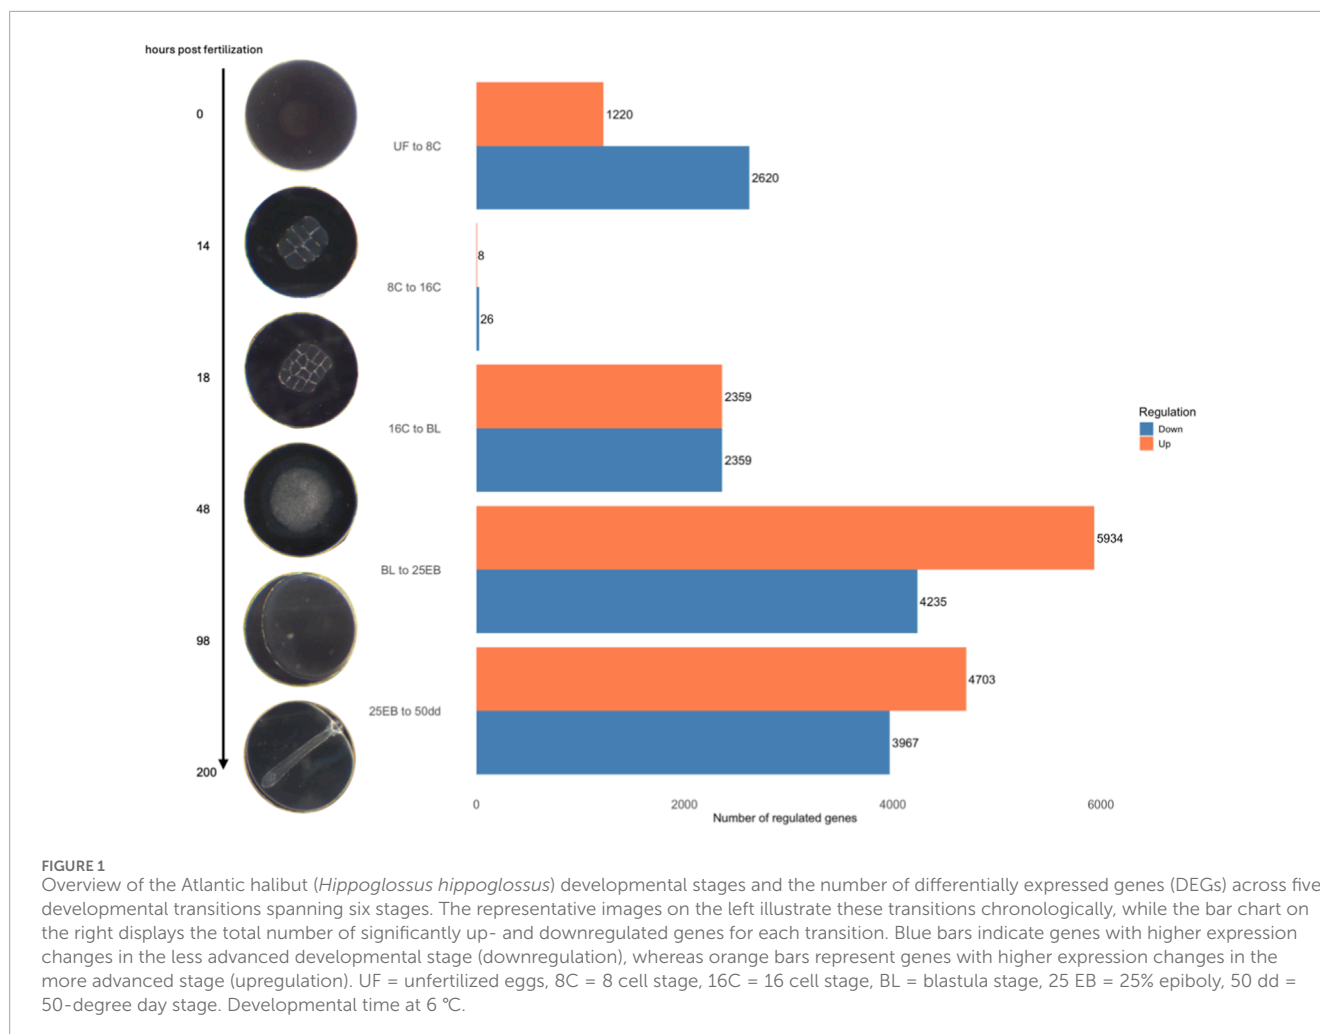 hours post fertilization
0
14
18
48
98
200
UF to 8C
1220
2620
8C to 16C
8
26
16C to BL
2359
2359
BL to 25EB
5934
4235
25EB to 50dd
4703
3967
0
2000
4000
6000
Number of regulated genes
Regulation
Down
Up
FIGURE 1
Overview of the Atlantic halibut (Hippoglossus hippoglossus) developmental stages and the number of differentially expressed genes (DEGs) across five
developmental transitions spanning six stages. The representative images on the left illustrate these transitions chronologically, while the bar chart on
the right displays the total number of significantly up- and downregulated genes for each transition. Blue bars indicate genes with higher expression
changes in the less advanced developmental stage (downregulation), whereas orange bars represent genes with higher expression changes in the
more advanced stage (upregulation). UF = unfertilized eggs, 8C = 8 cell stage, 16C = 16 cell stage, BL = blastula stage, 25 EB = 25% epiboly, 50 dd =
50-degree day stage. Developmental time at 6 °C.